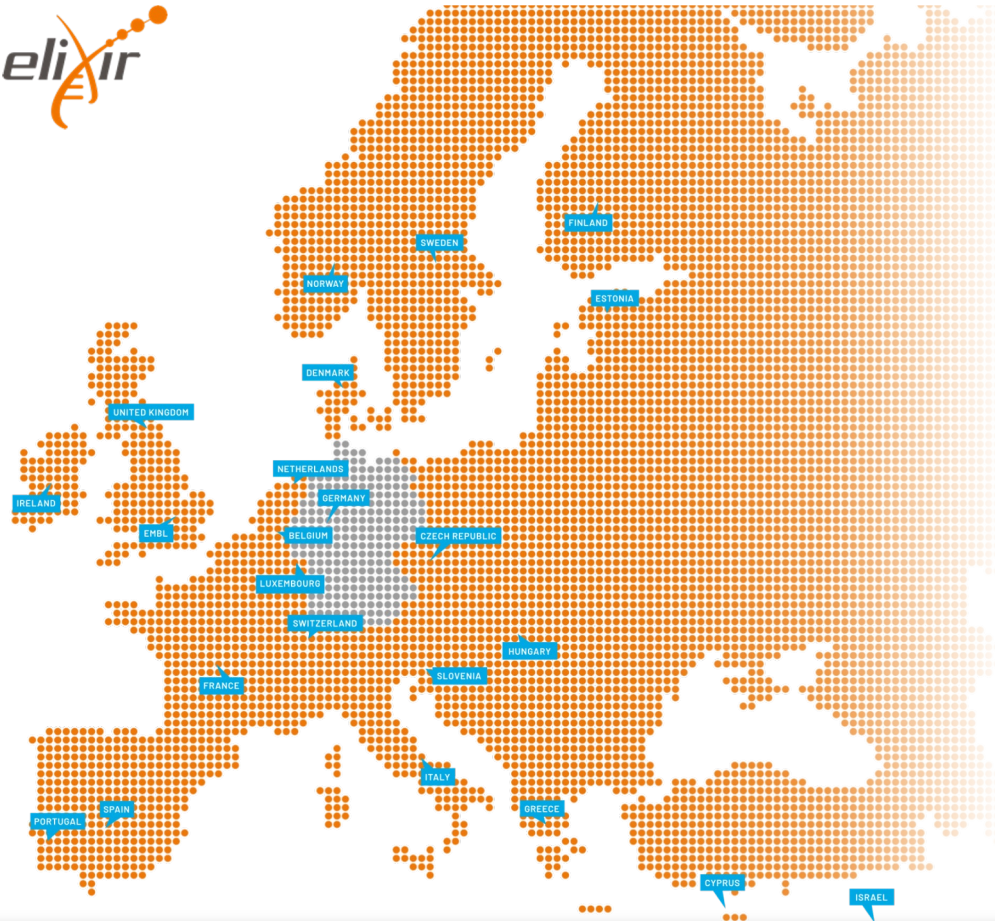 elixir
FINLAND
SWEDEN
NORWAY
ESTONIA
DENMARK
UNITED KINGDOM
NETHERLANDS
GERMANY
IRELAND
EMBL
BELGIUM
CZECH REPUBLIC
LUXEMBOURG
SWITZERLAND
HUNGARY
SLOVENIA
FRANCE
ITALY
SPAIN
GREECE
PORTUGAL
CYPRUS
ISRAEL